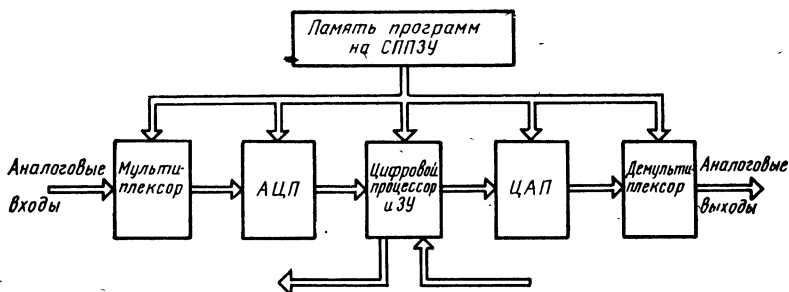 Память программ
на СППЗУ
Аналоговые
входы
Мульти-
плексор
АЦП
Цифровой
процессор
и ЗУ
ЦАП
Демульти-
плексор
Аналоговые
выходы